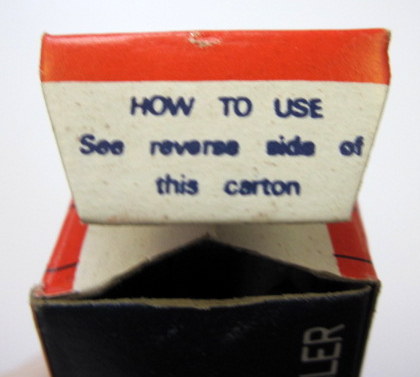 HOW TO USE
See reverse side of
this carton
LER